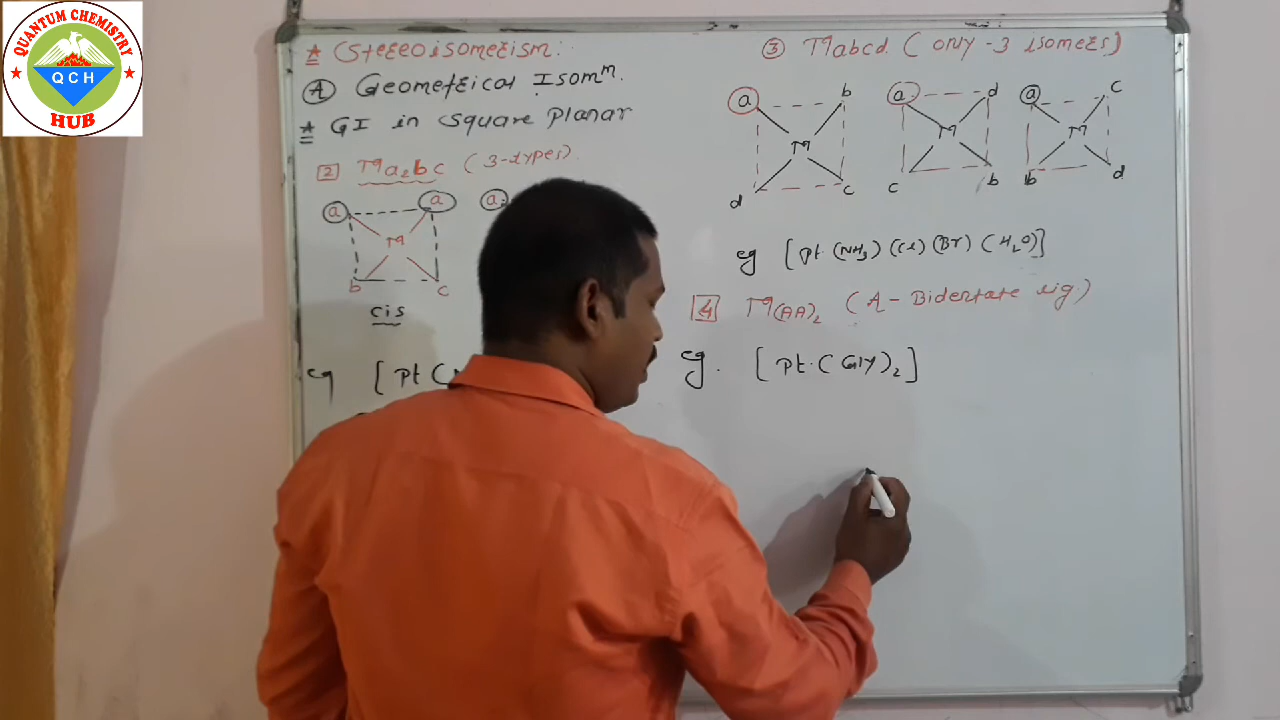 QUANTUM CHEMISTRY
QCH
HUB
* Stereoisomerism:
(A) Geometrical Isomm.
* GI in Square Planar
2 Ma2bc (3-types)
a a a
M
b c
cis
eg [Pt (
③ Mabcd (only-3 isomers)
a b a d a c
M M M
d c c b b d
eg [Pt (NH3) (Cl) (Br) (H2O)]
4 M(AA)2 (A- Bidentate lig.)
eg. [Pt.(Gly)2]